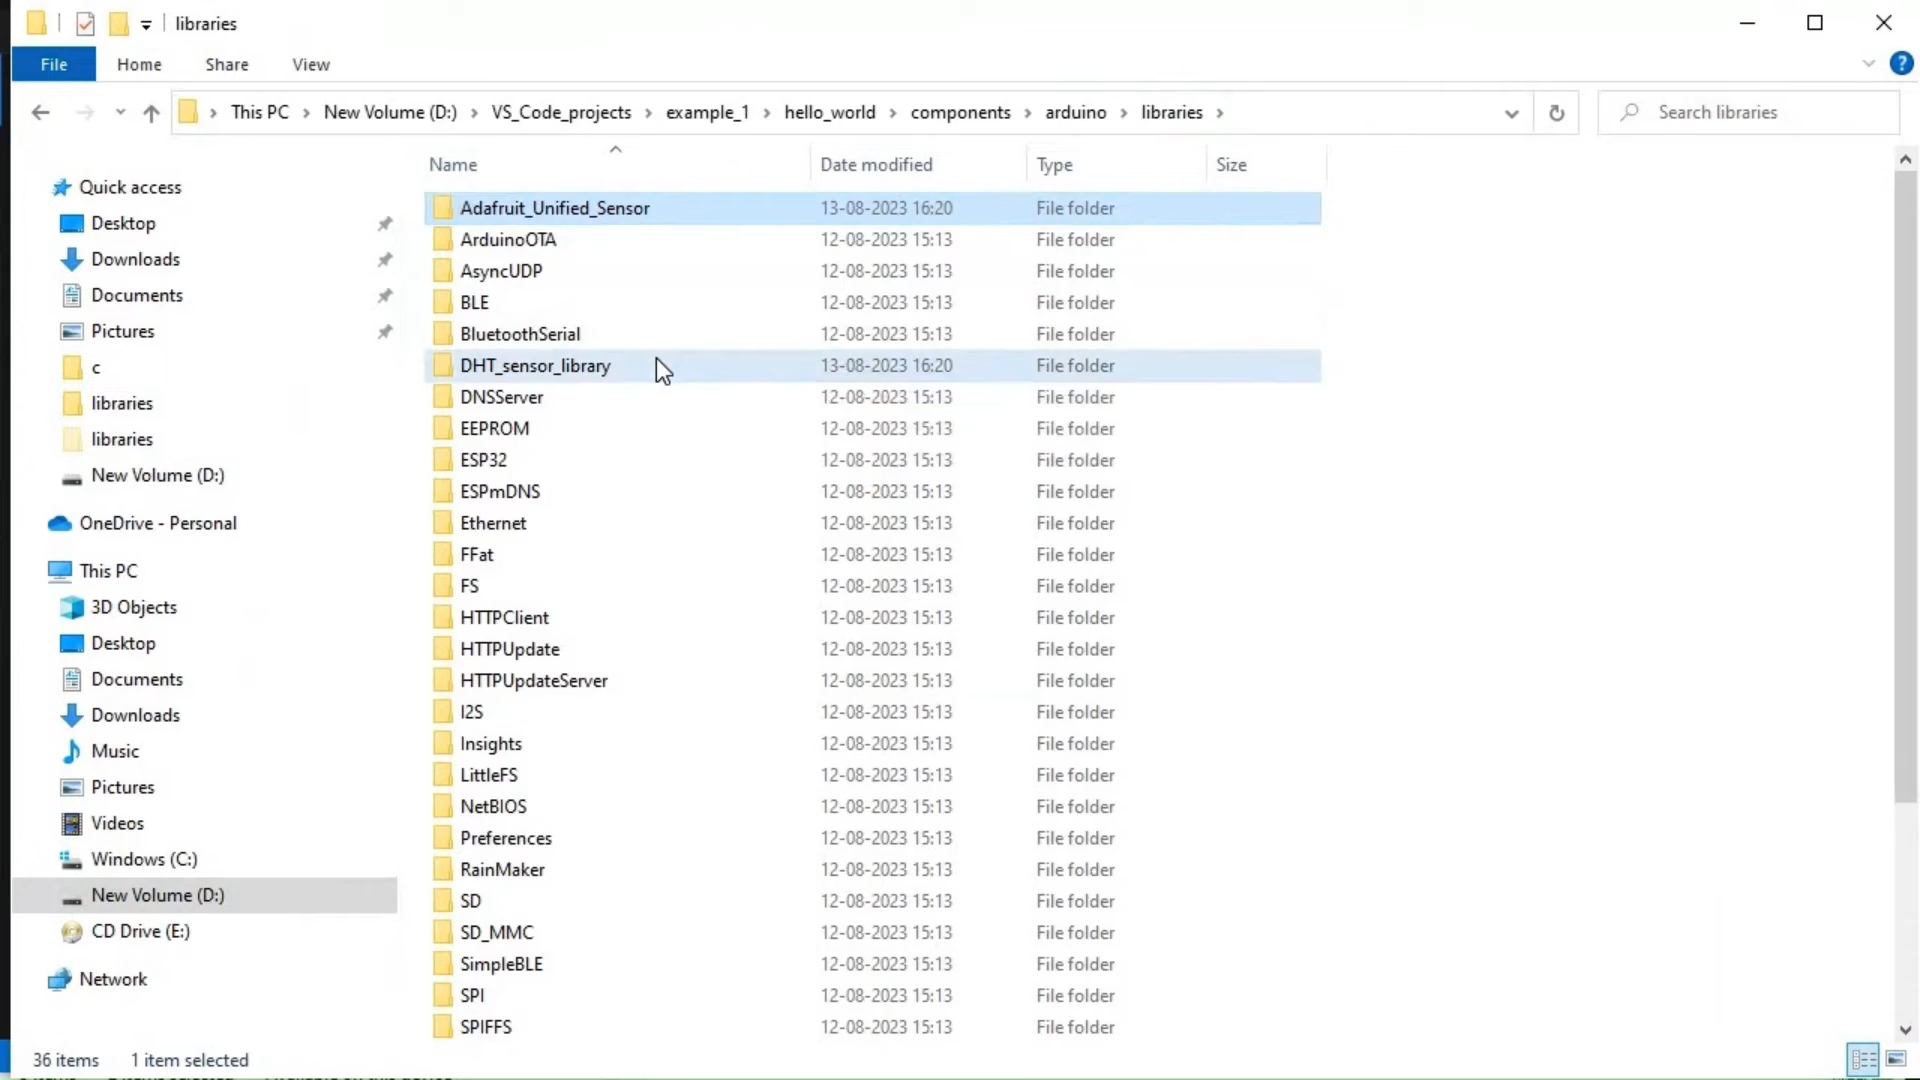 libraries
File Home Share View
This PC New Volume (D:) VS_Code_projects example_1 hello_world components arduino libraries
Search libraries
Name Date modified Type Size
Quick access
Desktop
Downloads
Documents
Pictures
c
libraries
libraries
New Volume (D:)
OneDrive - Personal
This PC
3D Objects
Desktop
Documents
Downloads
Music
Pictures
Videos
Windows (C:)
New Volume (D:)
CD Drive (E:)
Network
Adafruit_Unified_Sensor 13-08-2023 16:20 File folder
ArduinoOTA 12-08-2023 15:13 File folder
AsyncUDP 12-08-2023 15:13 File folder
BLE 12-08-2023 15:13 File folder
BluetoothSerial 12-08-2023 15:13 File folder
DHT_sensor_library 13-08-2023 16:20 File folder
DNSServer 12-08-2023 15:13 File folder
EEPROM 12-08-2023 15:13 File folder
ESP32 12-08-2023 15:13 File folder
ESPmDNS 12-08-2023 15:13 File folder
Ethernet 12-08-2023 15:13 File folder
FFat 12-08-2023 15:13 File folder
FS 12-08-2023 15:13 File folder
HTTPClient 12-08-2023 15:13 File folder
HTTPUpdate 12-08-2023 15:13 File folder
HTTPUpdateServer 12-08-2023 15:13 File folder
I2S 12-08-2023 15:13 File folder
Insights 12-08-2023 15:13 File folder
LittleFS 12-08-2023 15:13 File folder
NetBIOS 12-08-2023 15:13 File folder
Preferences 12-08-2023 15:13 File folder
RainMaker 12-08-2023 15:13 File folder
SD 12-08-2023 15:13 File folder
SD_MMC 12-08-2023 15:13 File folder
SimpleBLE 12-08-2023 15:13 File folder
SPI 12-08-2023 15:13 File folder
SPIFFS 12-08-2023 15:13 File folder
36 items 1 item selected